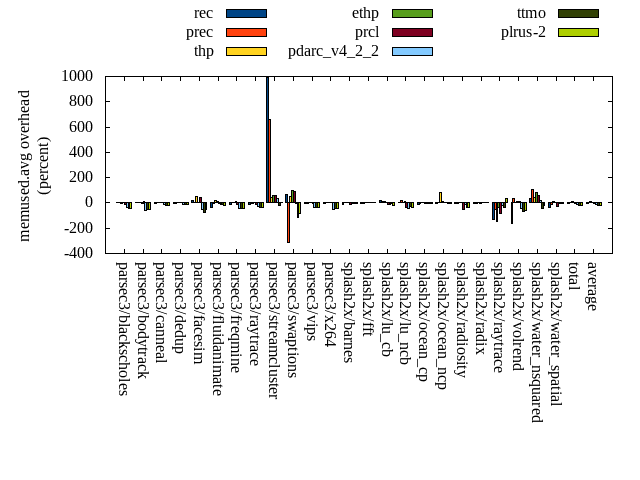 rec ethp ttmo
prec prcl plrus-2
thp pdarc_v4_2_2
memused.avg overhead
(percent)
1000
800
600
400
200
0
-200
-400
parsec3/blackscholes
parsec3/bodytrack
parsec3/canneal
parsec3/dedup
parsec3/facesim
parsec3/fluidanimate
parsec3/freqmine
parsec3/raytrace
parsec3/streamcluster
parsec3/swaptions
parsec3/vips
parsec3/x264
splash2x/barnes
splash2x/fft
splash2x/lu_cb
splash2x/lu_ncb
splash2x/ocean_cp
splash2x/ocean_ncp
splash2x/radiosity
splash2x/radix
splash2x/raytrace
splash2x/volrend
splash2x/water_nsquared
splash2x/water_spatial
total
average